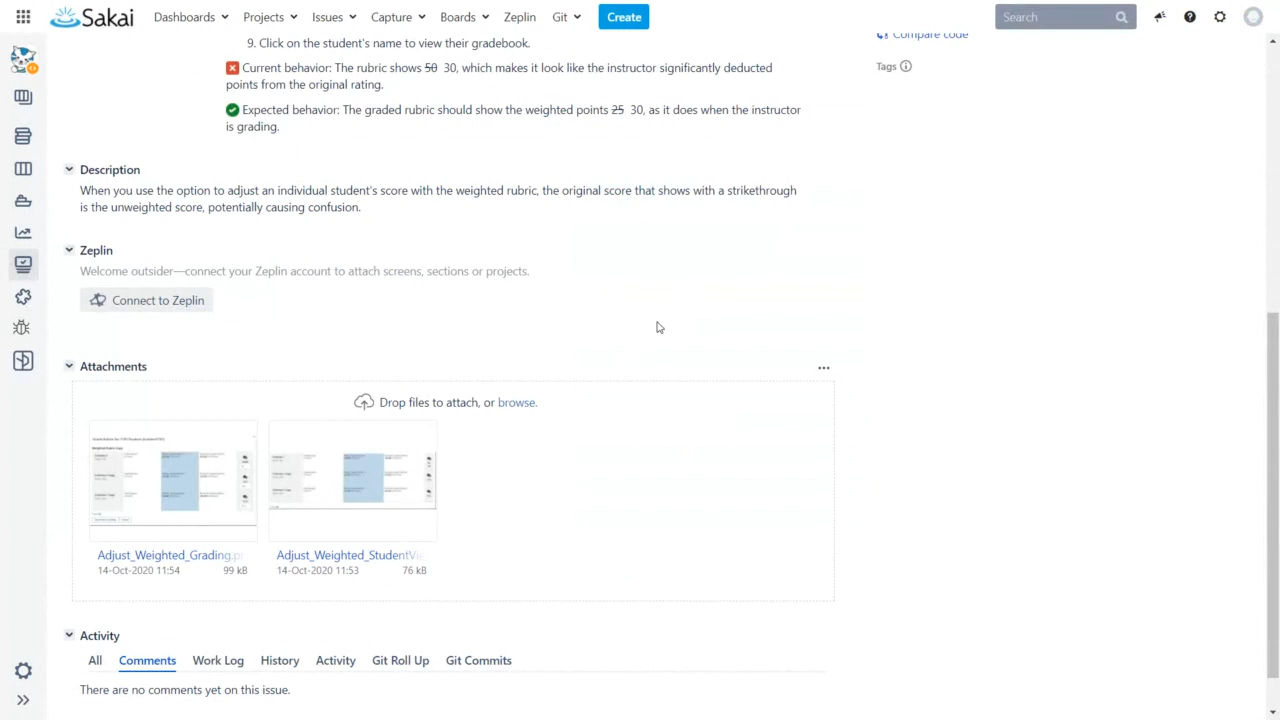 Sakai Dashboards Projects Issues Capture Boards Zeplin Git Create Search
Compare code
9. Click on the student's name to view their gradebook.
Tags
Current behavior: The rubric shows 50 30, which makes it look like the instructor significantly deducted
points from the original rating.
Expected behavior: The graded rubric should show the weighted points 25 30, as it does when the instructor
is grading.
Description
When you use the option to adjust an individual student's score with the weighted rubric, the original score that shows with a strikethrough
is the unweighted score, potentially causing confusion.
Zeplin
Welcome outsider—connect your Zeplin account to attach screens, sections or projects.
Connect to Zeplin
Attachments
Drop files to attach, or browse.
Adjust_Weighted_Grading.pr Adjust_Weighted_StudentVi
14-Oct-2020 11:54 99 kB 14-Oct-2020 11:53 76 kB
Activity
All Comments Work Log History Activity Git Roll Up Git Commits
There are no comments yet on this issue.